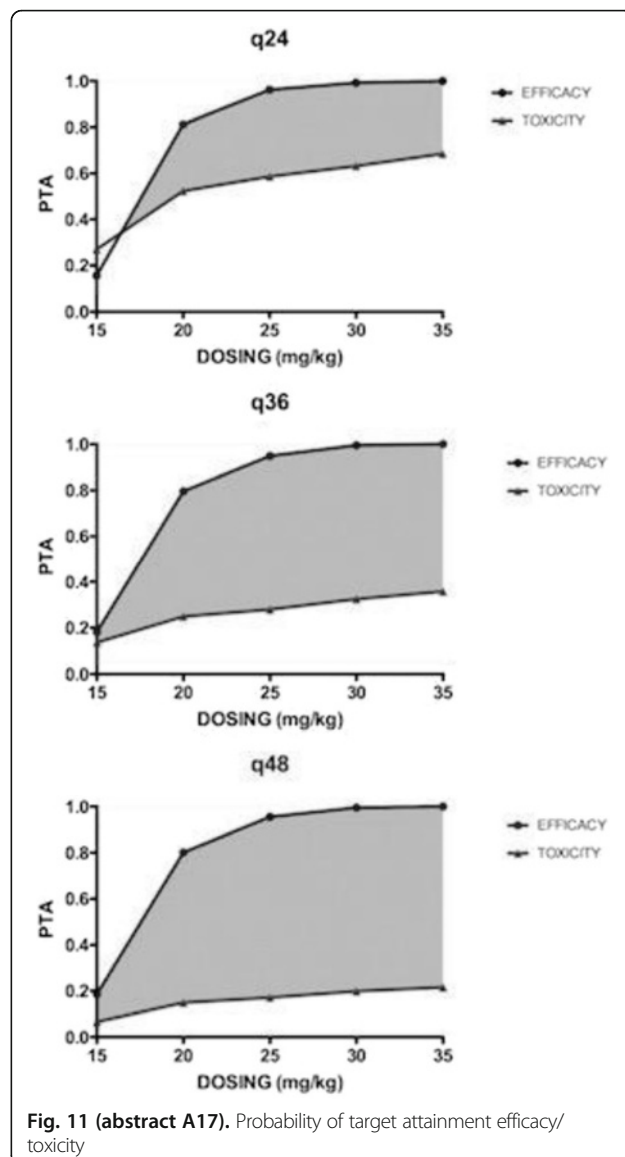 q24
1.0
0.8
0.6
0.4
0.2
0.0
PTA
15 20 25 30 35
DOSING (mg/kg)
EFFICACY
TOXICITY
q36
1.0
0.8
0.6
0.4
0.2
0.0
PTA
15 20 25 30 35
DOSING (mg/kg)
EFFICACY
TOXICITY
q48
1.0
0.8
0.6
0.4
0.2
0.0
PTA
15 20 25 30 35
DOSING (mg/kg)
EFFICACY
TOXICITY
Fig. 11 (abstract A17). Probability of target attainment efficacy/
toxicity